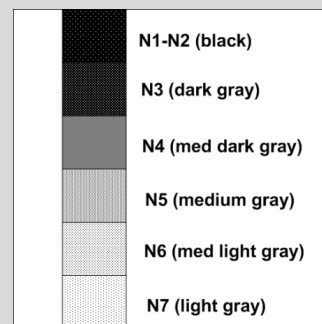 N1-N2 (black)
N3 (dark gray)
N4 (med dark gray)
N5 (medium gray)
N6 (med light gray)
N7 (light gray)